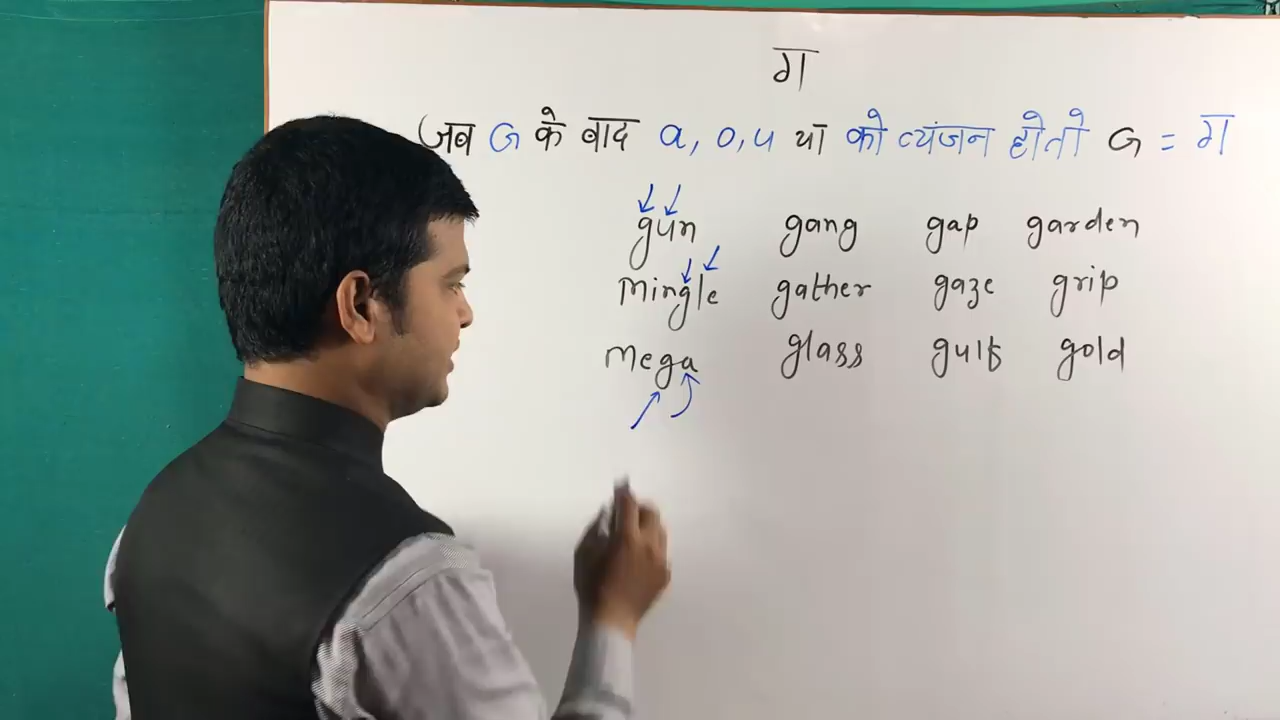 ग
जब G के बाद a, o, u या को व्यंजन हो तो G = ग
gun gang gap garden
Mingle gather gaze grip
Mega glass gulf gold